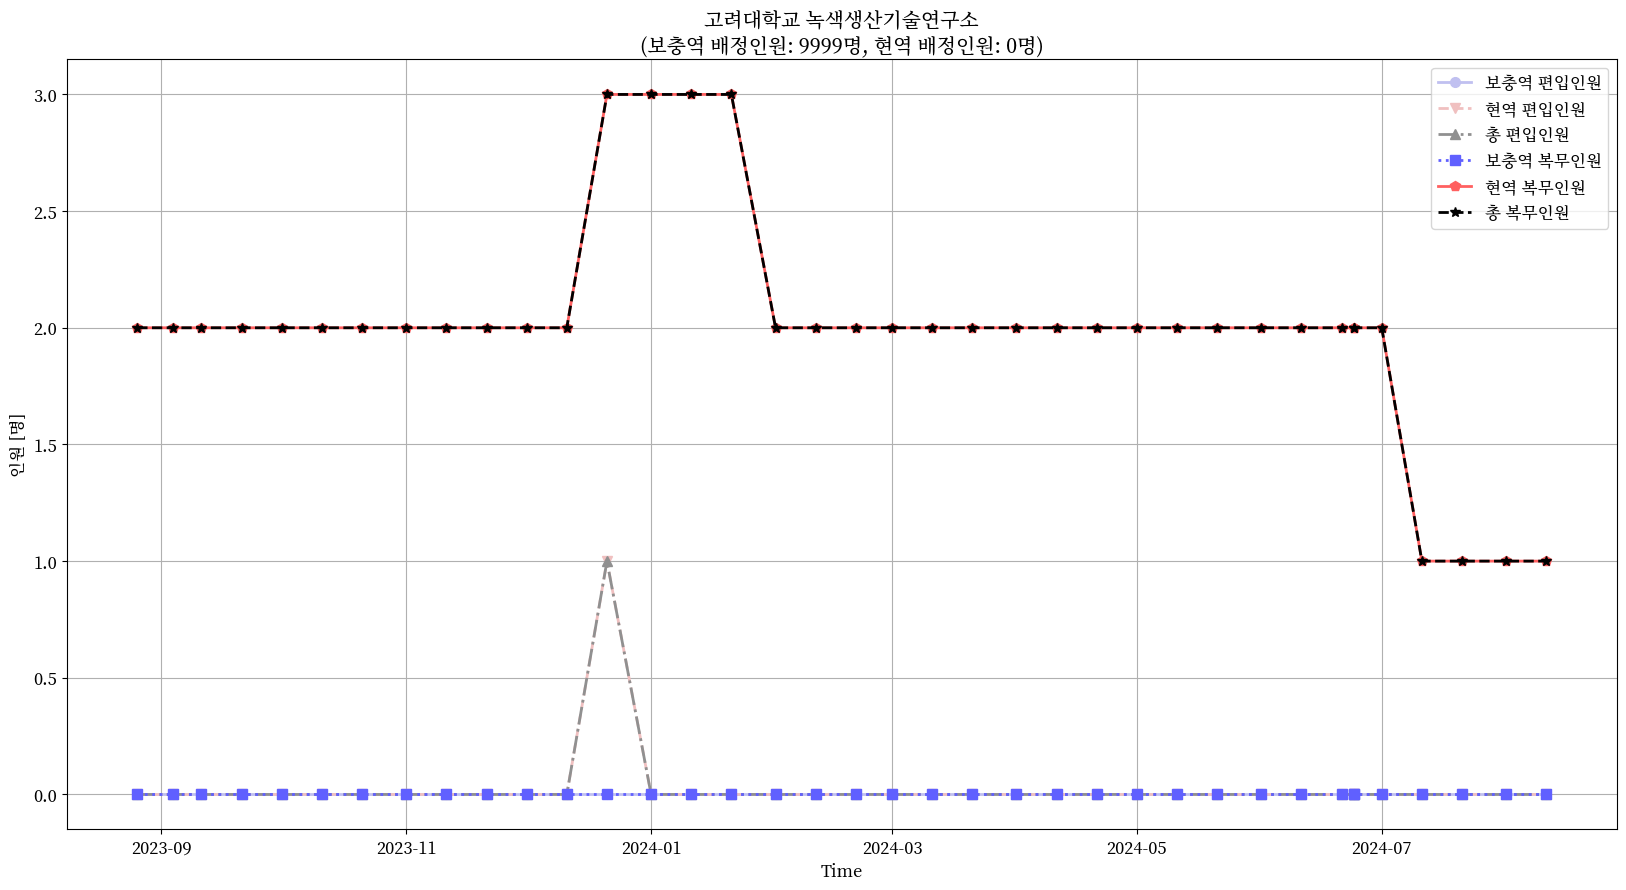 고려대학교 녹색생산기술연구소
(보충역 배정인원: 9999명, 현역 배정인원: 0명)
보충역 편입인원
현역 편입인원
총 편입인원
보충역 복무인원
현역 복무인원
총 복무인원
인원 [명]
3.0
2.5
2.0
1.5
1.0
0.5
0.0
2023-09
2023-11
2024-01
2024-03
2024-05
2024-07
Time